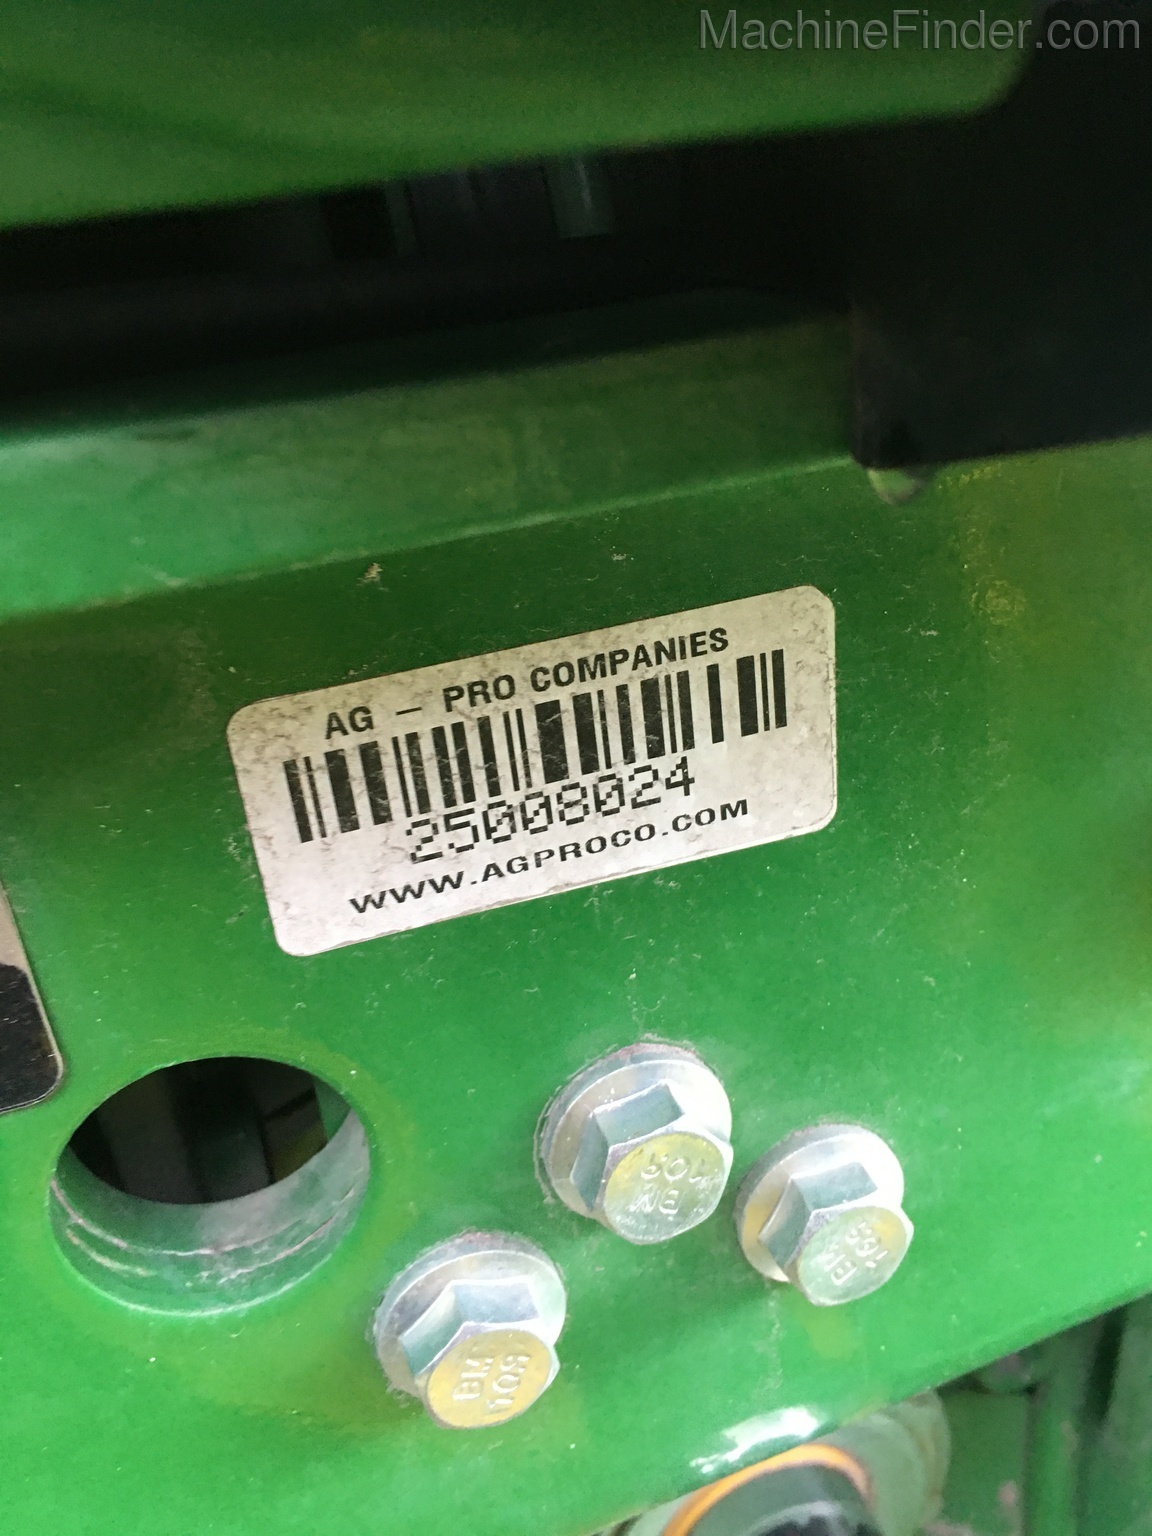 MachineFinder.com
AG – PRO COMPANIES
25008024
WWW.AGPROCO.COM